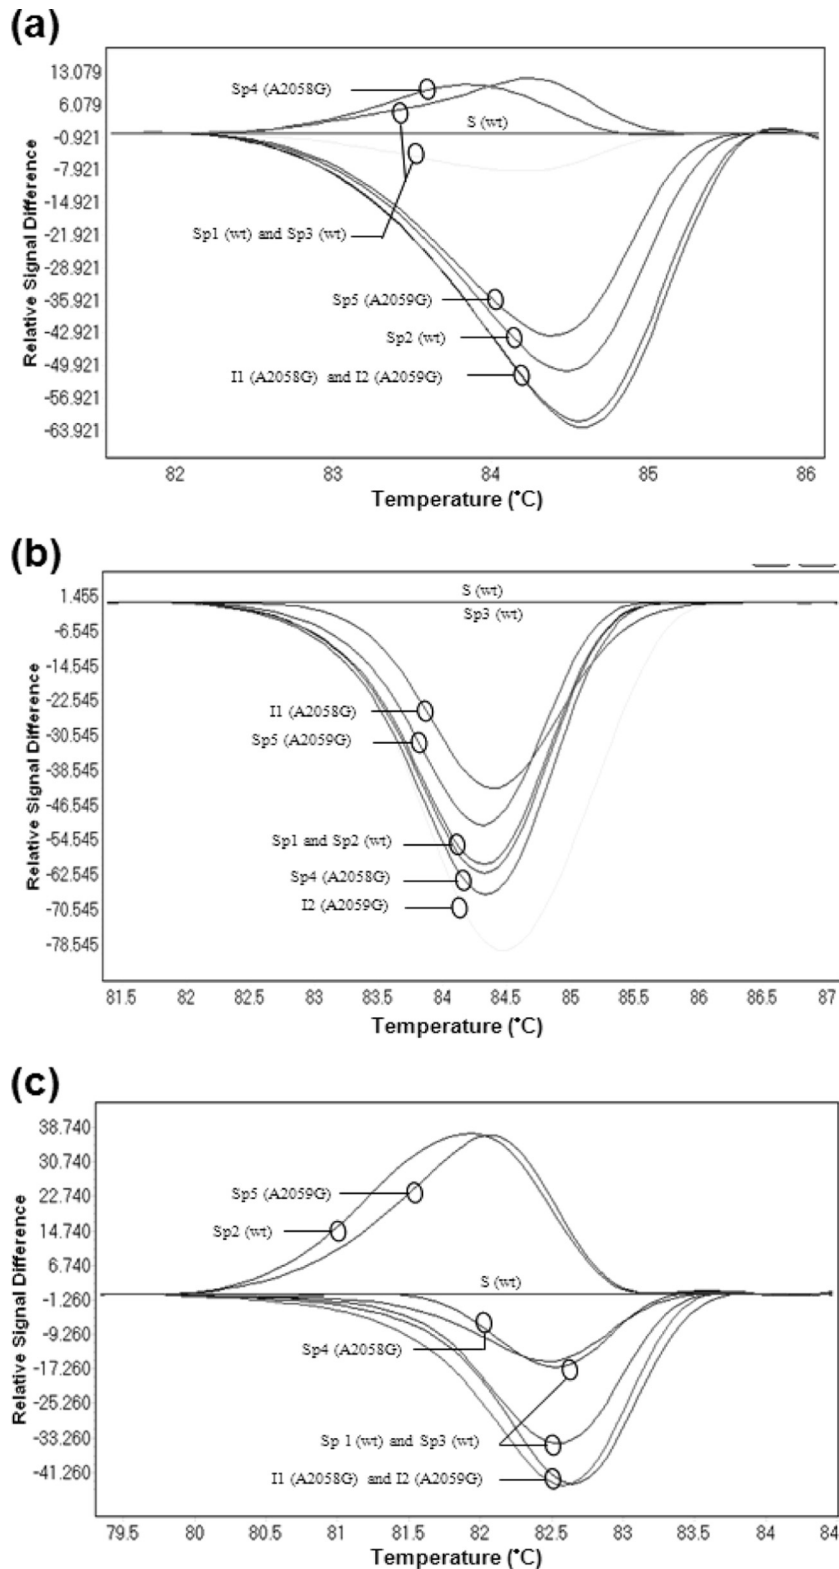 (a)
13.079
6.079
-0.921
-7.921
-14.921
-21.921
-28.921
-35.921
-42.921
-49.921
-56.921
-63.921
Relative Signal Difference
Sp4 (A2058G)
S (wt)
Sp1 (wt) and Sp3 (wt)
Sp5 (A2059G)
Sp2 (wt)
I1 (A2058G) and I2 (A2059G)
82 83 84 85 86
Temperature (°C)
(b)
1.455
-6.545
-14.545
-22.545
-30.545
-38.545
-46.545
-54.545
-62.545
-70.545
-78.545
Relative Signal Difference
S (wt)
Sp3 (wt)
I1 (A2058G)
Sp5 (A2059G)
Sp1 and Sp2 (wt)
Sp4 (A2058G)
I2 (A2059G)
81.5 82 82.5 83 83.5 84 84.5 85 85.5 86 86.5 87
Temperature (°C)
(c)
38.740
30.740
22.740
14.740
6.740
-1.260
-9.260
-17.260
-25.260
-33.260
-41.260
Relative Signal Difference
Sp5 (A2059G)
Sp2 (wt)
S (wt)
Sp4 (A2058G)
Sp 1 (wt) and Sp3 (wt)
I1 (A2058G) and I2 (A2059G)
79.5 80 80.5 81 81.5 82 82.5 83 83.5 84
Temperature (°C)